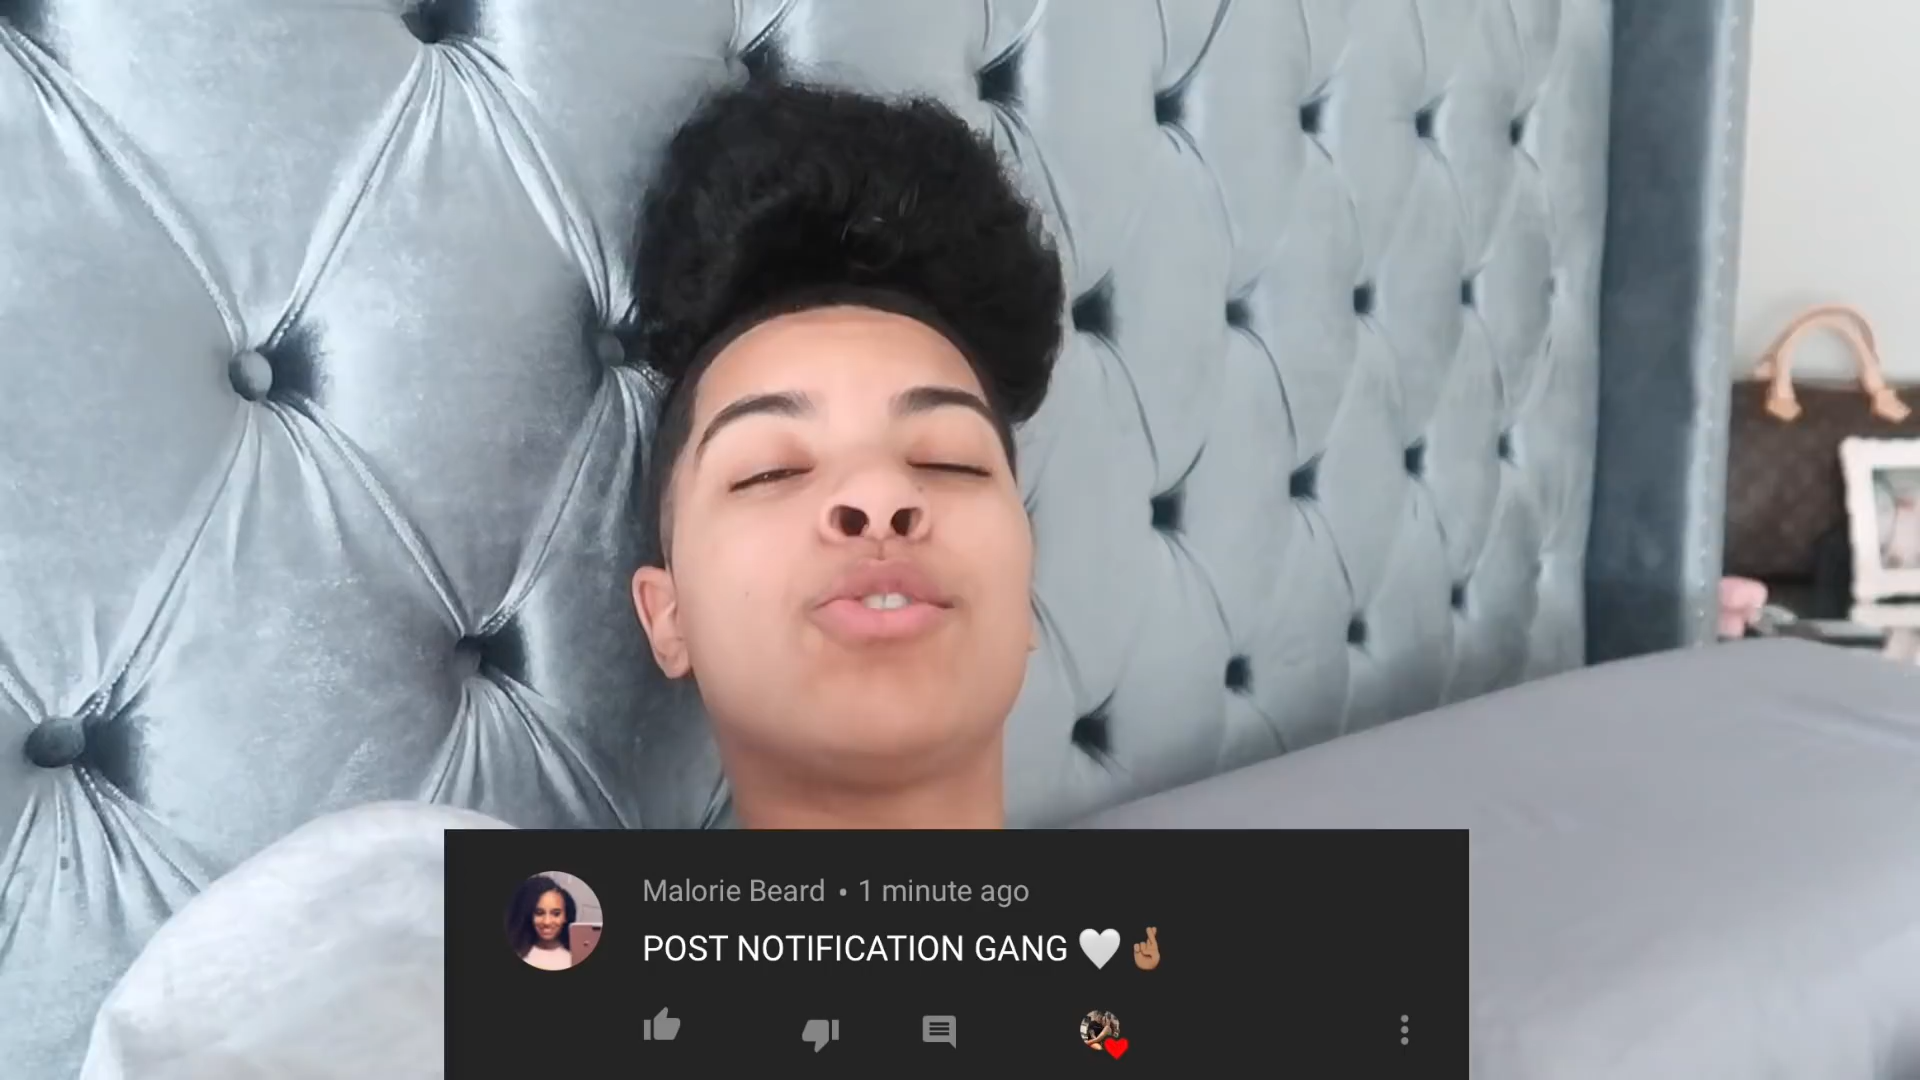 Malorie Beard • 1 minute ago
POST NOTIFICATION GANG 🤍🤞🏽